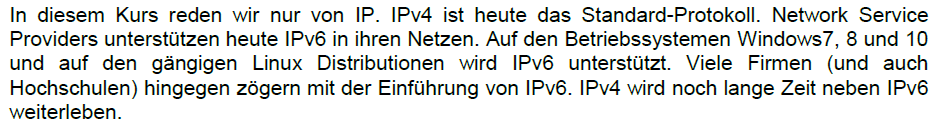 In diesem Kurs reden wir nur von IP. IPv4 ist heute das Standard-Protokoll. Network Service
Providers unterstützen heute IPv6 in ihren Netzen. Auf den Betriebssystemen Windows7, 8 und 10
und auf den gängigen Linux Distributionen wird IPv6 unterstützt. Viele Firmen (und auch
Hochschulen) hingegen zögern mit der Einführung von IPv6. IPv4 wird noch lange Zeit neben IPv6
weiterleben.